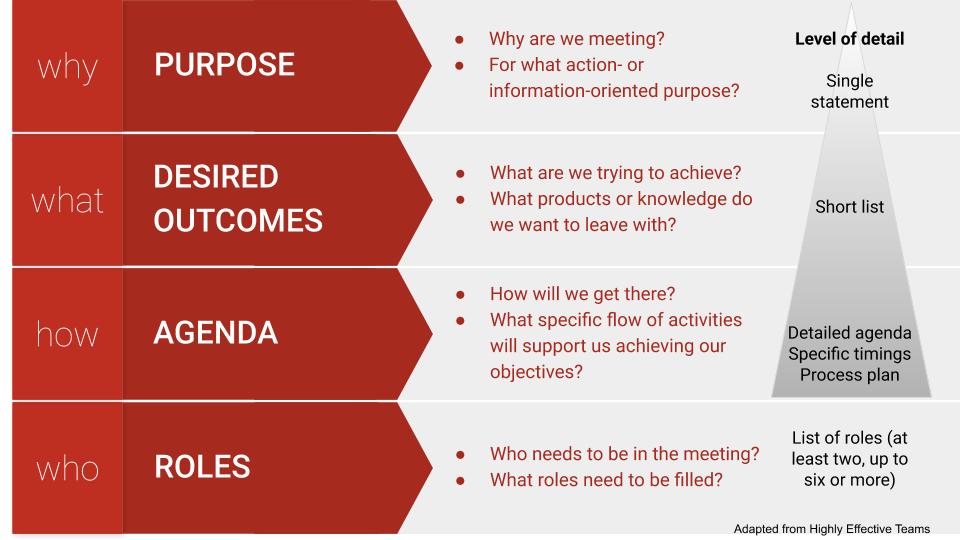 why
PURPOSE
● Why are we meeting?
● For what action- or
information-oriented purpose?
Level of detail
Single
statement
what
DESIRED
OUTCOMES
● What are we trying to achieve?
● What products or knowledge do
we want to leave with?
Short list
how
AGENDA
● How will we get there?
● What specific flow of activities
will support us achieving our
objectives?
Detailed agenda
Specific timings
Process plan
who
ROLES
● Who needs to be in the meeting?
● What roles need to be filled?
List of roles (at
least two, up to
six or more)
Adapted from Highly Effective Teams